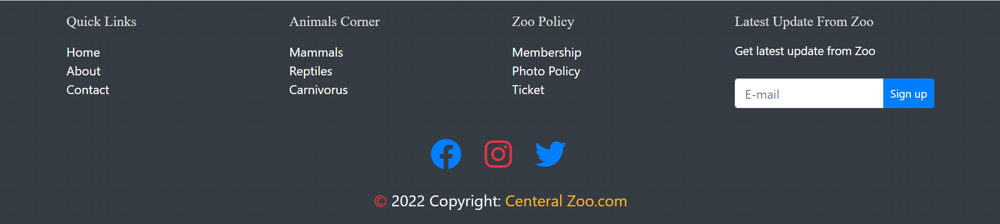 Quick Links
Home
About
Contact
Animals Corner
Mammals
Reptiles
Carnivorus
Zoo Policy
Membership
Photo Policy
Ticket
Latest Update From Zoo
Get latest update from Zoo
E-mail
Sign up
© 2022 Copyright: Centeral Zoo.com